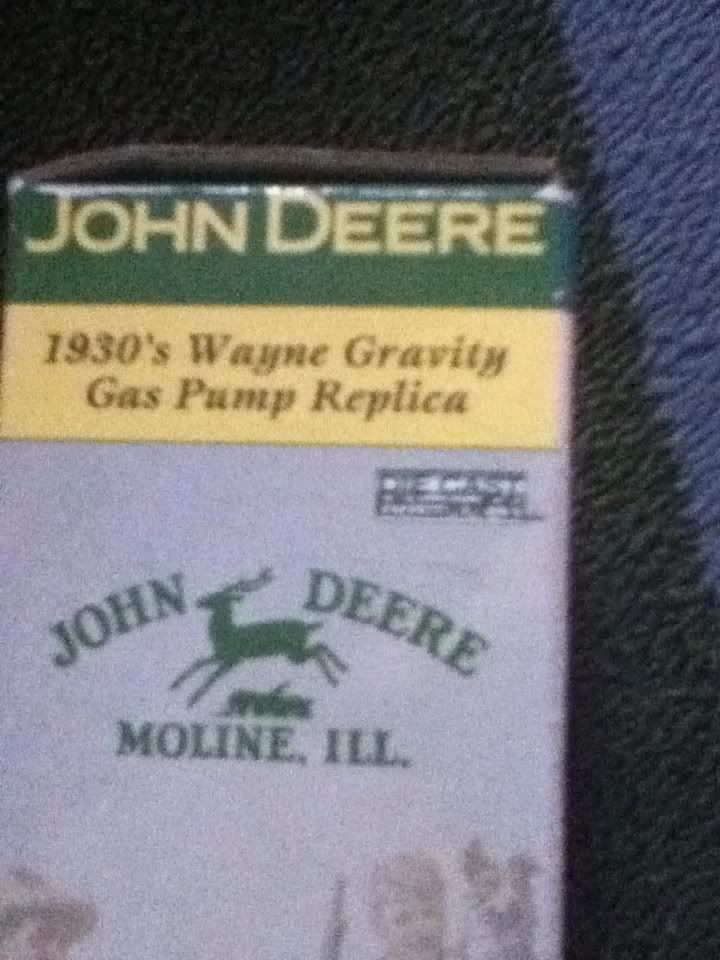 JOHN DEERE
1930's Wayne Gravity
Gas Pump Replica
JOHN DEERE
MOLINE, ILL.